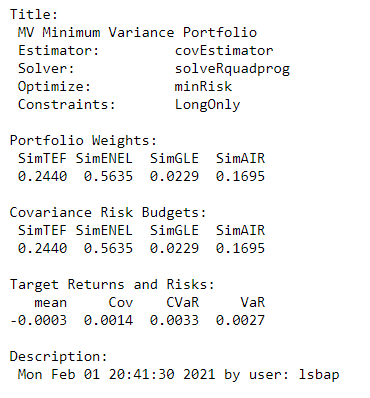 Title:
 MV Minimum Variance Portfolio
 Estimator:         covEstimator
 Solver:            solveRquadprog
 Optimize:          minRisk
 Constraints:       LongOnly

Portfolio Weights:
 SimTEF SimENEL  SimGLE  SimAIR
 0.2440  0.5635  0.0229  0.1695

Covariance Risk Budgets:
 SimTEF SimENEL  SimGLE  SimAIR
 0.2440  0.5635  0.0229  0.1695

Target Returns and Risks:
   mean     Cov    CVaR     VaR
-0.0003  0.0014  0.0033  0.0027

Description:
 Mon Feb 01 20:41:30 2021 by user: lsbap